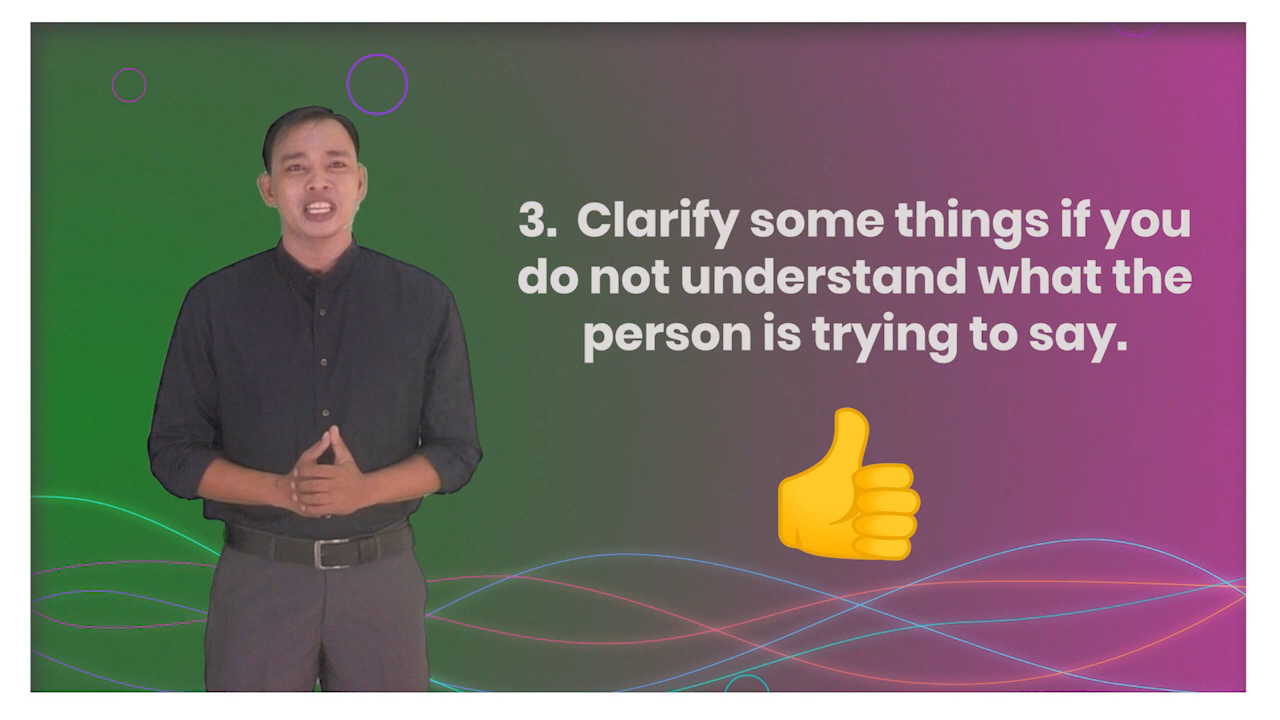 3. Clarify some things if you
do not understand what the
person is trying to say.